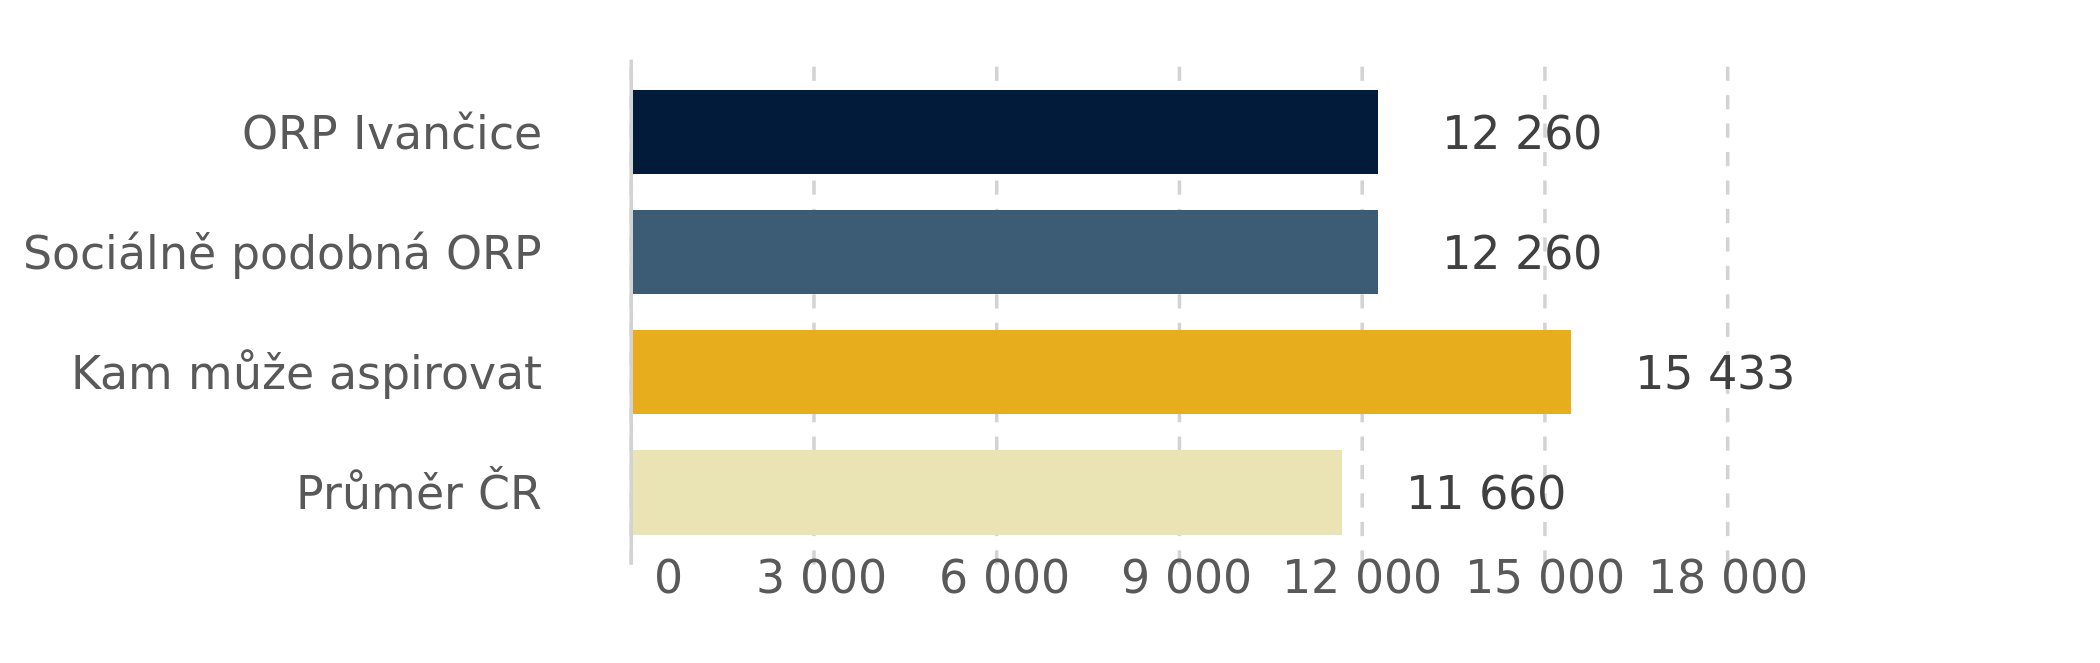 ORP Ivančice 12 260
Sociálně podobná ORP 12 260
Kam může aspirovat 15 433
Průměr ČR 11 660
0 3 000 6 000 9 000 12 000 15 000 18 000